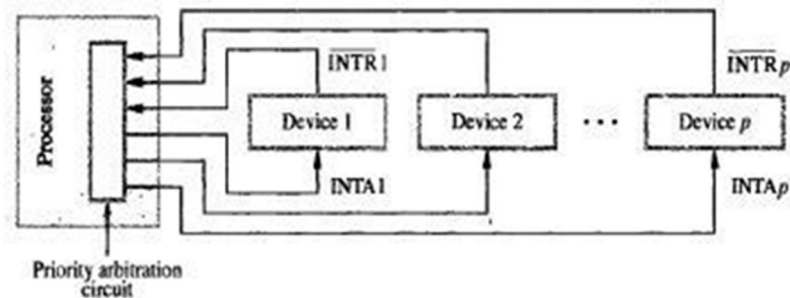 INTR1
INTRp
Processor
Device 1
Device 2
Device p
INTA1
INTAp
Priority arbitration
circuit